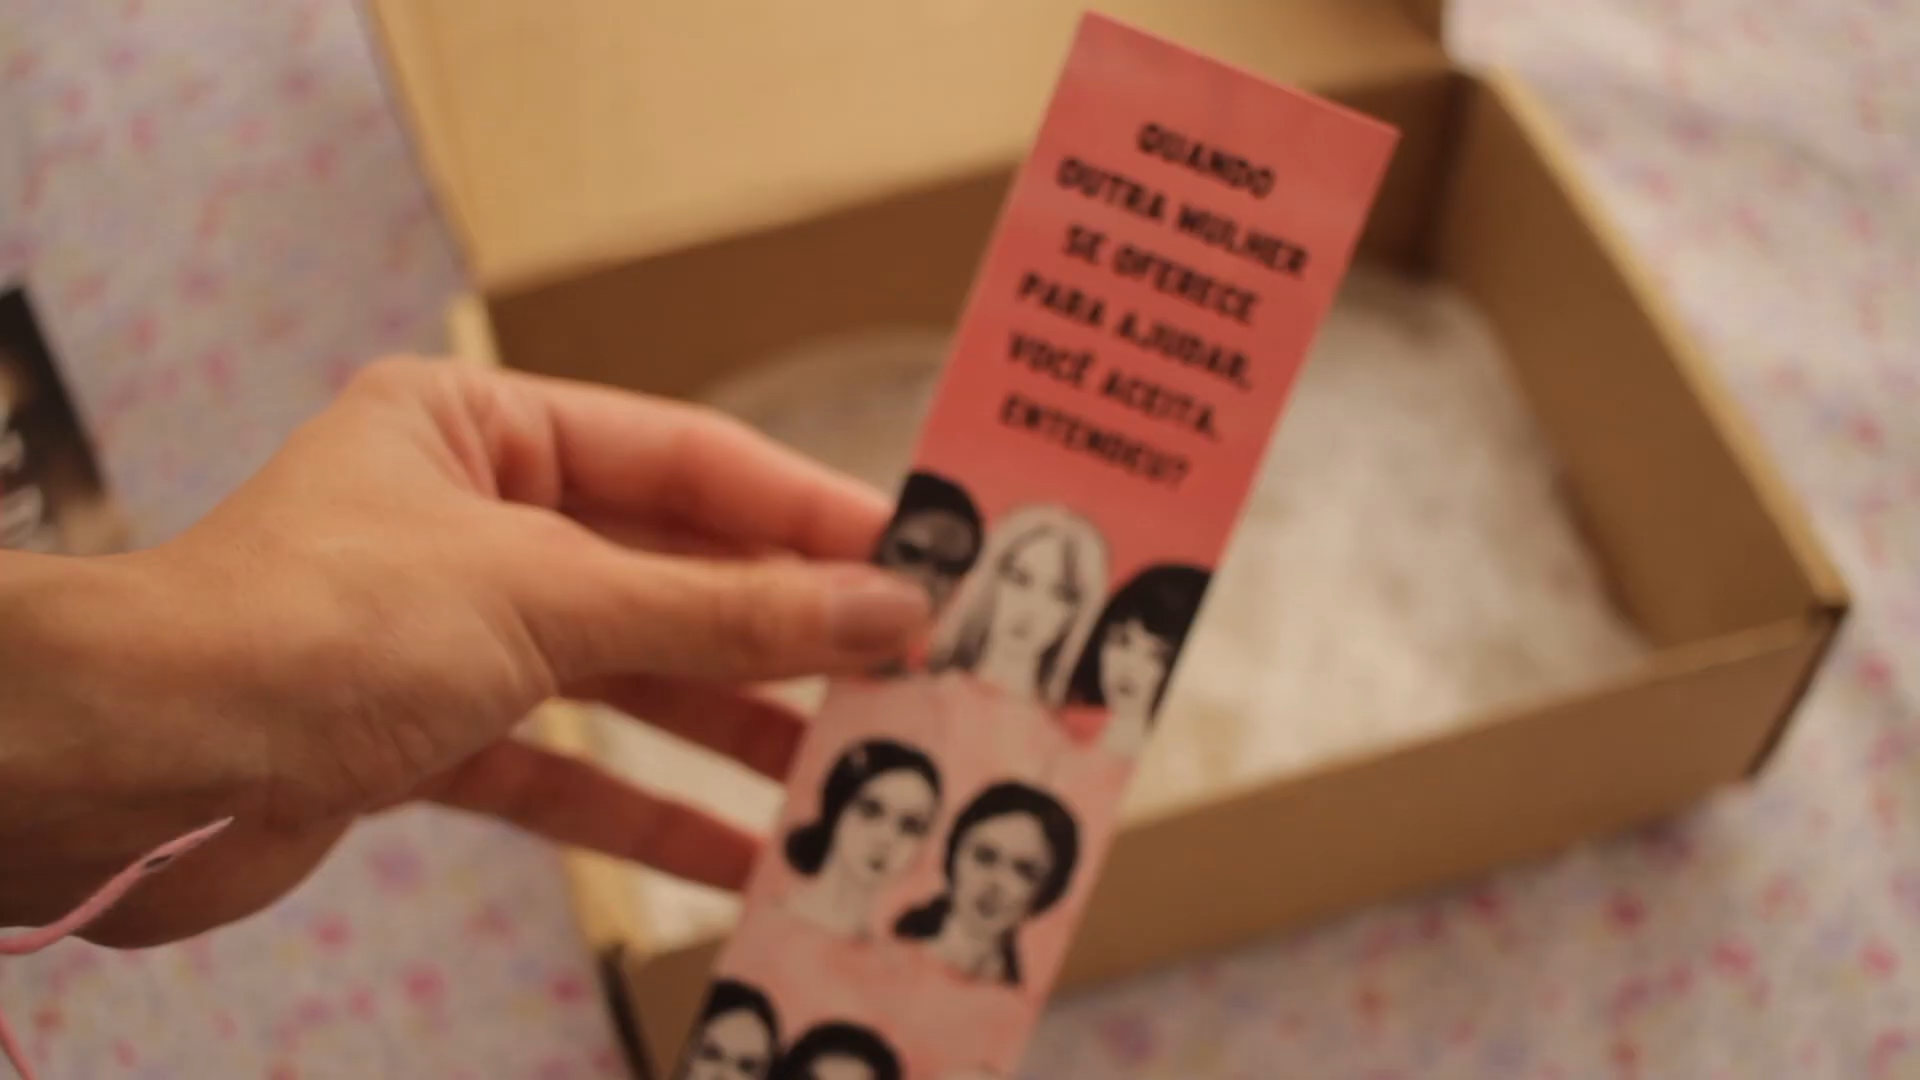 QUANDO
OUTRA MULHER
SE OFERECE
PARA AJUDAR,
VOCÊ ACEITA.
ENTENDEU?